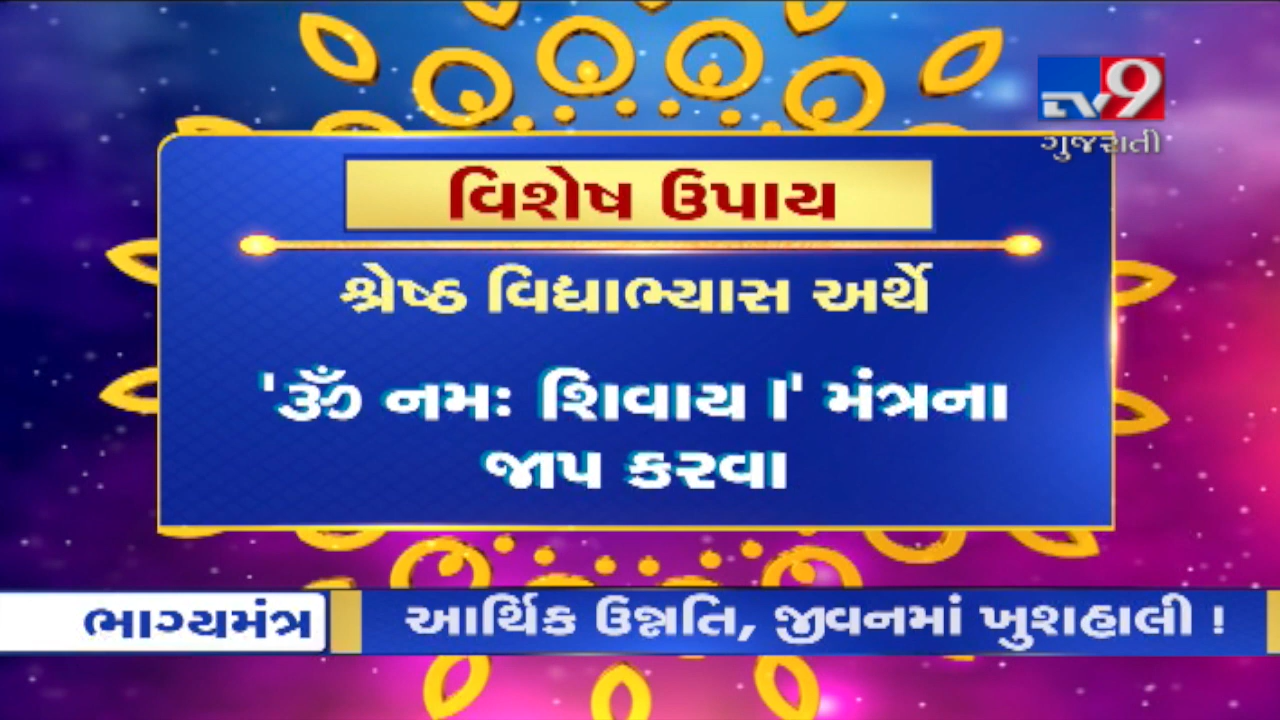 TV9
ગુજરાતી
વિશેષ ઉપાય
શ્રેષ્ઠ વિદ્યાભ્યાસ અર્થે
'ૐ નમઃ શિવાય ।' મંત્રના
જાપ કરવા
ભાગ્યમંત્ર
આર્થિક ઉન્નતિ, જીવનમાં ખુશહાલી !